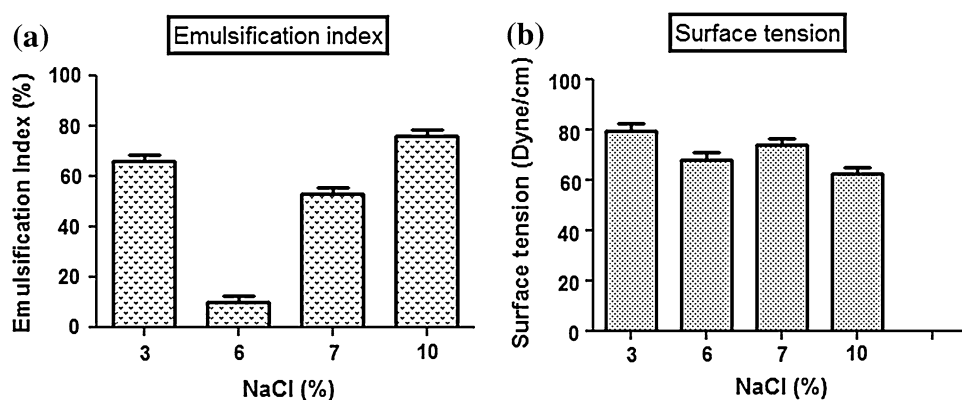 (a)
Emulsification index
Emulsification Index (%)
100
80
60
40
20
0
3 6 7 10
NaCl (%)
(b)
Surface tension
Surface tension (Dyne/cm)
100
80
60
40
20
0
3 6 7 10
NaCl (%)